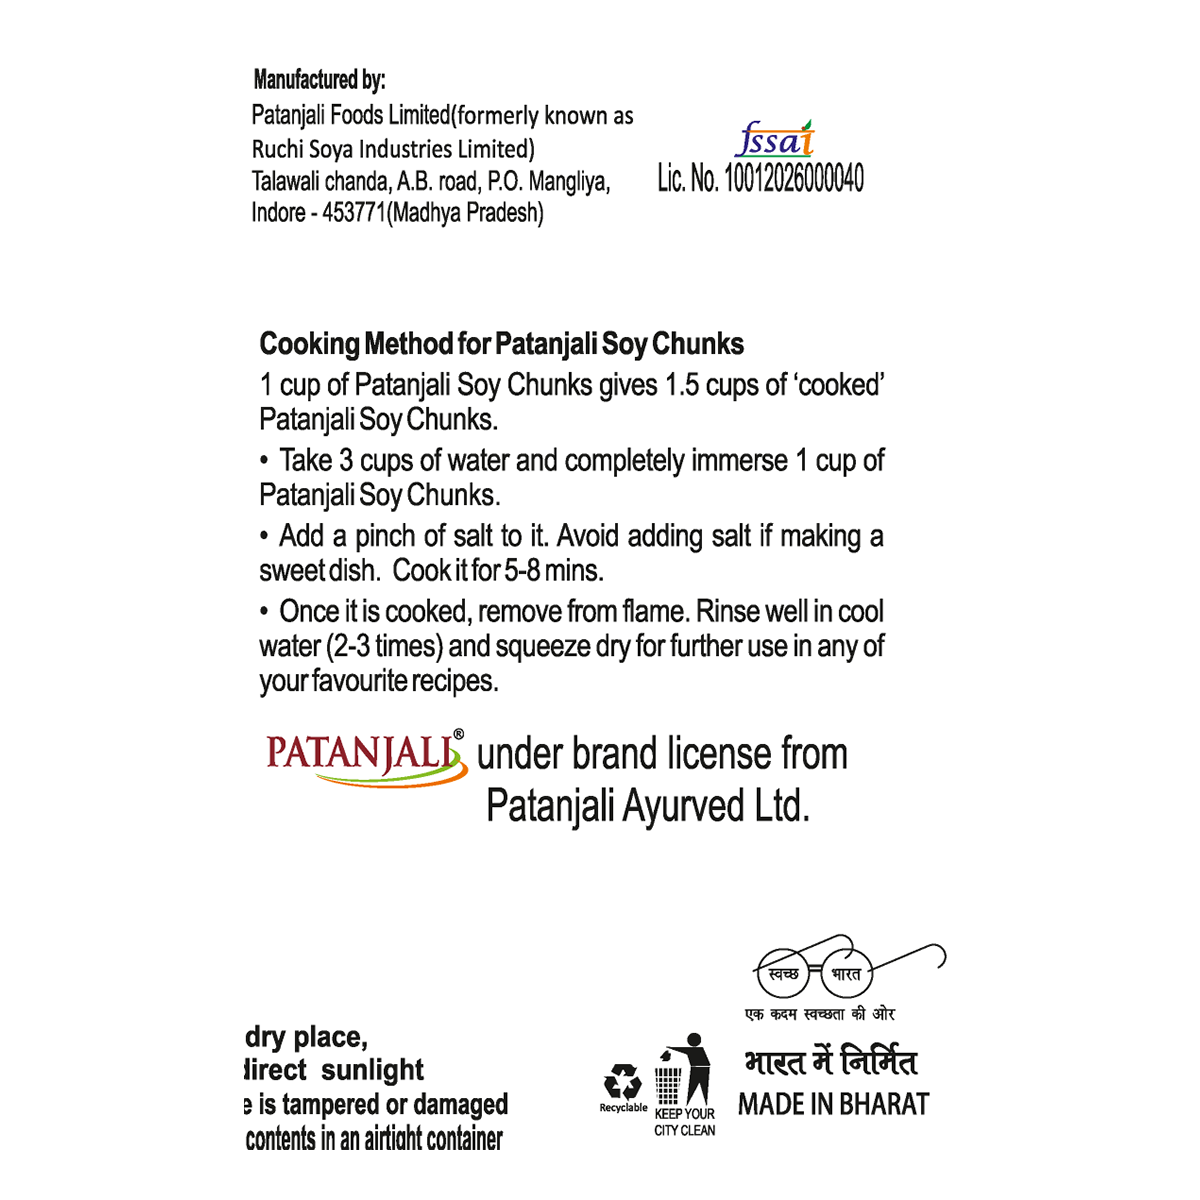 Manufactured by:
Patanjali Foods Limited(formerly known as
Ruchi Soya Industries Limited)
Talawali chanda, A.B. road, P.O. Mangliya,
Indore - 453771(Madhya Pradesh)
fssai
Lic. No. 10012026000040
Cooking Method for Patanjali Soy Chunks
1 cup of Patanjali Soy Chunks gives 1.5 cups of ‘cooked’
Patanjali Soy Chunks.
• Take 3 cups of water and completely immerse 1 cup of
Patanjali Soy Chunks.
• Add a pinch of salt to it. Avoid adding salt if making a
sweet dish. Cook it for 5-8 mins.
• Once it is cooked, remove from flame. Rinse well in cool
water (2-3 times) and squeeze dry for further use in any of
your favourite recipes.
PATANJALI® under brand license from
Patanjali Ayurved Ltd.
स्वच्छ भारत
एक कदम स्वच्छता की ओर
dry place,
direct sunlight
e is tampered or damaged
contents in an airtight container
Recyclable
KEEP YOUR
CITY CLEAN
भारत में निर्मित
MADE IN BHARAT